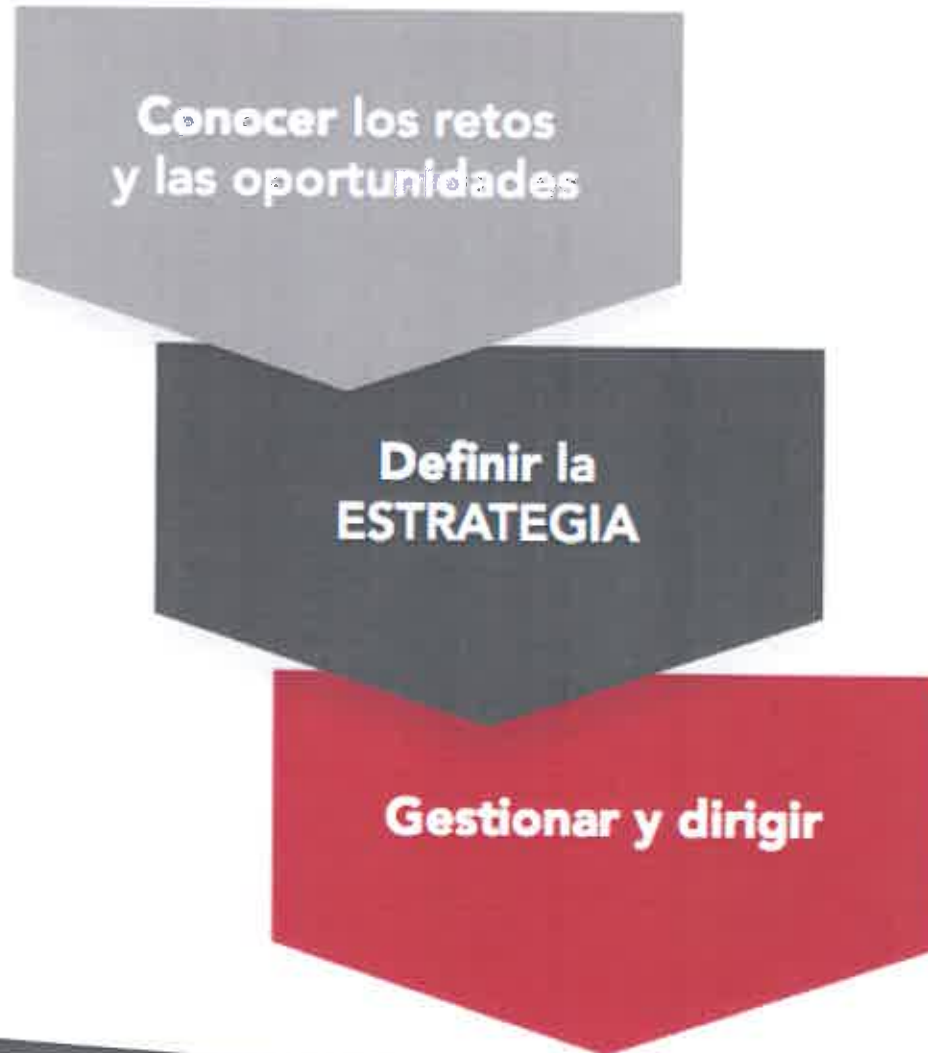 Conocer los retos
y las oportunidades
Definir la
ESTRATEGIA
Gestionar y dirigir